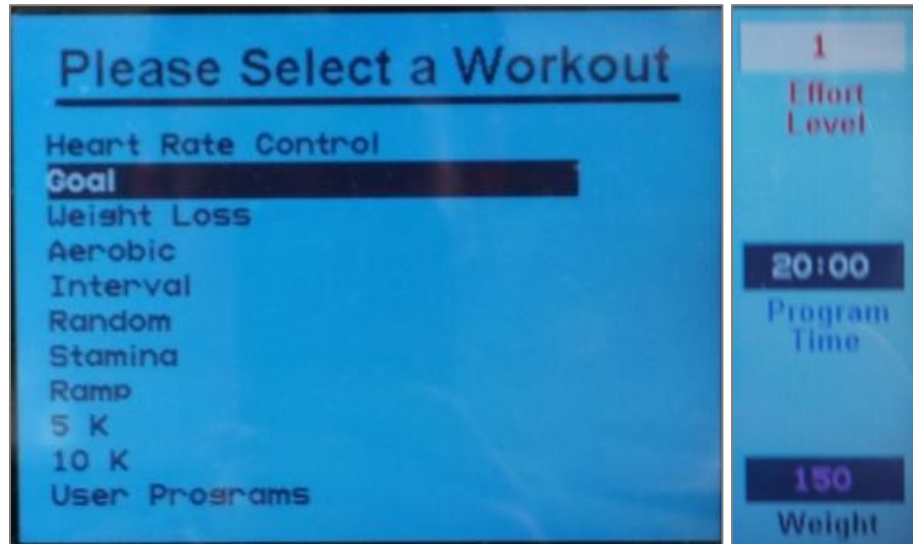 Please Select a Workout
Heart Rate Control
Goal
Weight Loss
Aerobic
Interval
Random
Stamina
Ramp
5 K
10 K
User Programs
1
Effort
Level
20:00
Program
Time
150
Weight